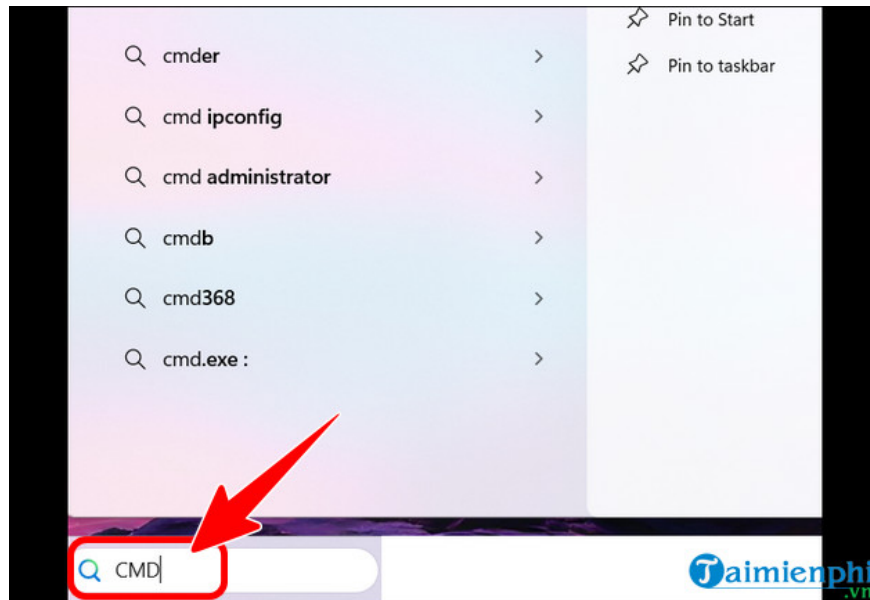 cmder
cmd ipconfig
cmd administrator
cmdb
cmd368
cmd.exe :
Pin to Start
Pin to taskbar
CMD
Taimienphi
.vn